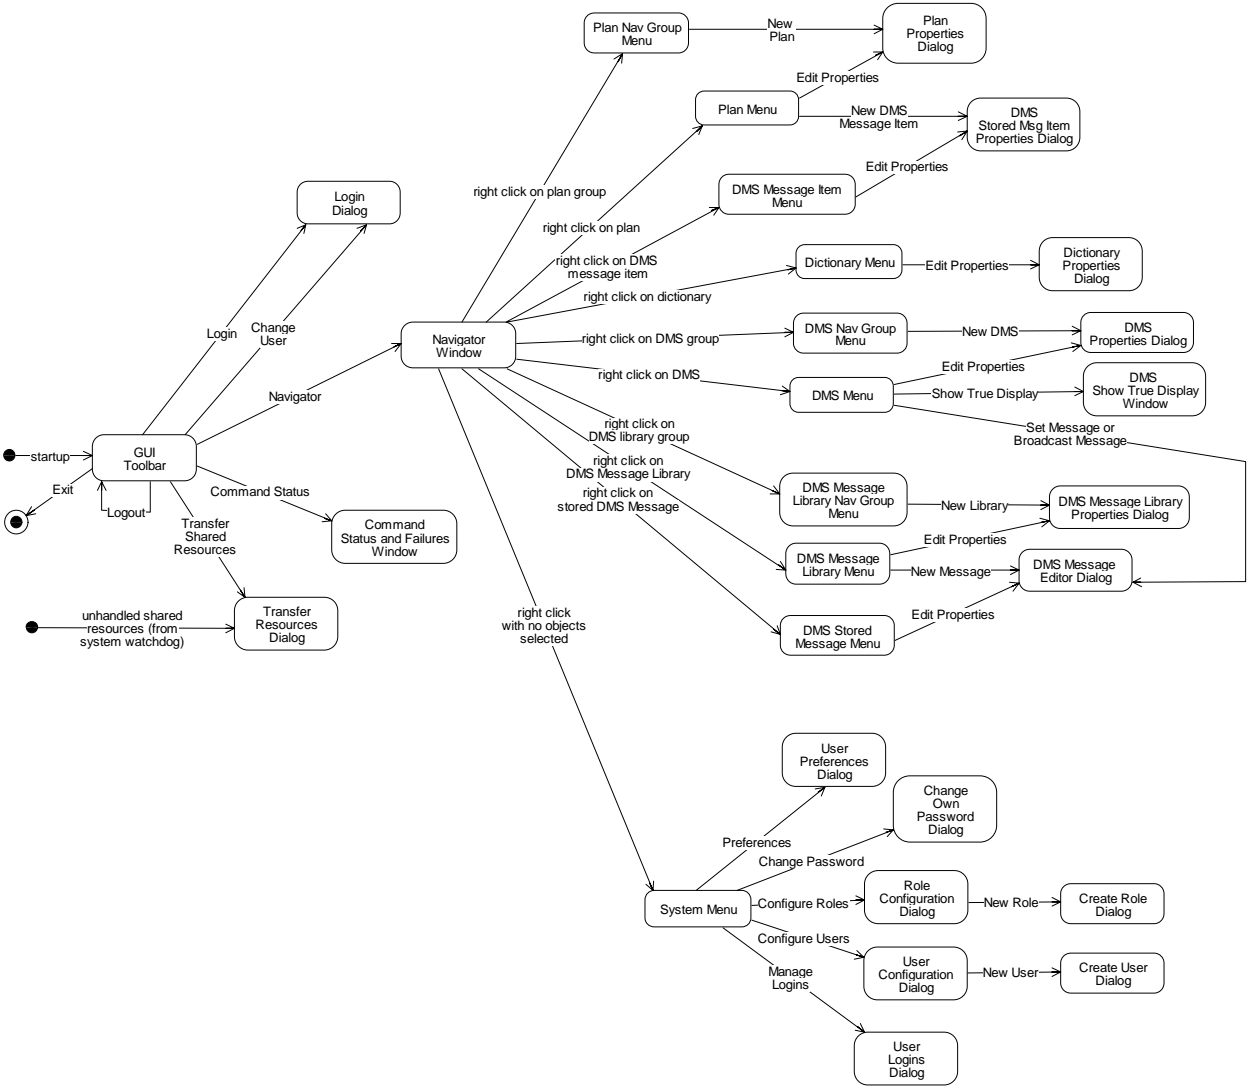 Plan Nav Group
Menu
New
Plan
Plan
Properties
Dialog
Edit Properties
Plan Menu
New DMS
Message Item
DMS
Stored Msg Item
Properties Dialog
Edit Properties
DMS Message Item
Menu
right click on plan group
Login
Dialog
right click on plan
right click on DMS
message item
Dictionary Menu
Edit Properties
Dictionary
Properties
Dialog
right click on dictionary
Login
Change
User
Navigator
Window
right click on DMS group
DMS Nav Group
Menu
New DMS
DMS
Properties Dialog
Edit Properties
right click on DMS
DMS Menu
Show True Display
DMS
Show True Display
Window
Navigator
Set Message or
Broadcast Message
right click on
DMS library group
GUI
Toolbar
startup
right click on
DMS Message Library
Exit
Command Status
right click on
stored DMS Message
DMS Message
Library Nav Group
Menu
New Library
DMS Message Library
Properties Dialog
Logout
Transfer
Shared
Resources
Command
Status and Failures
Window
Edit Properties
DMS Message
Library Menu
New Message
DMS Message
Editor Dialog
Edit Properties
unhandled shared
resources (from
system watchdog)
Transfer
Resources
Dialog
right click
with no objects
selected
DMS Stored
Message Menu
User
Preferences
Dialog
Change
Own
Password
Dialog
Preferences
Change Password
System Menu
Configure Roles
Role
Configuration
Dialog
New Role
Create Role
Dialog
Configure Users
User
Configuration
Dialog
New User
Create User
Dialog
Manage
Logins
User
Logins
Dialog